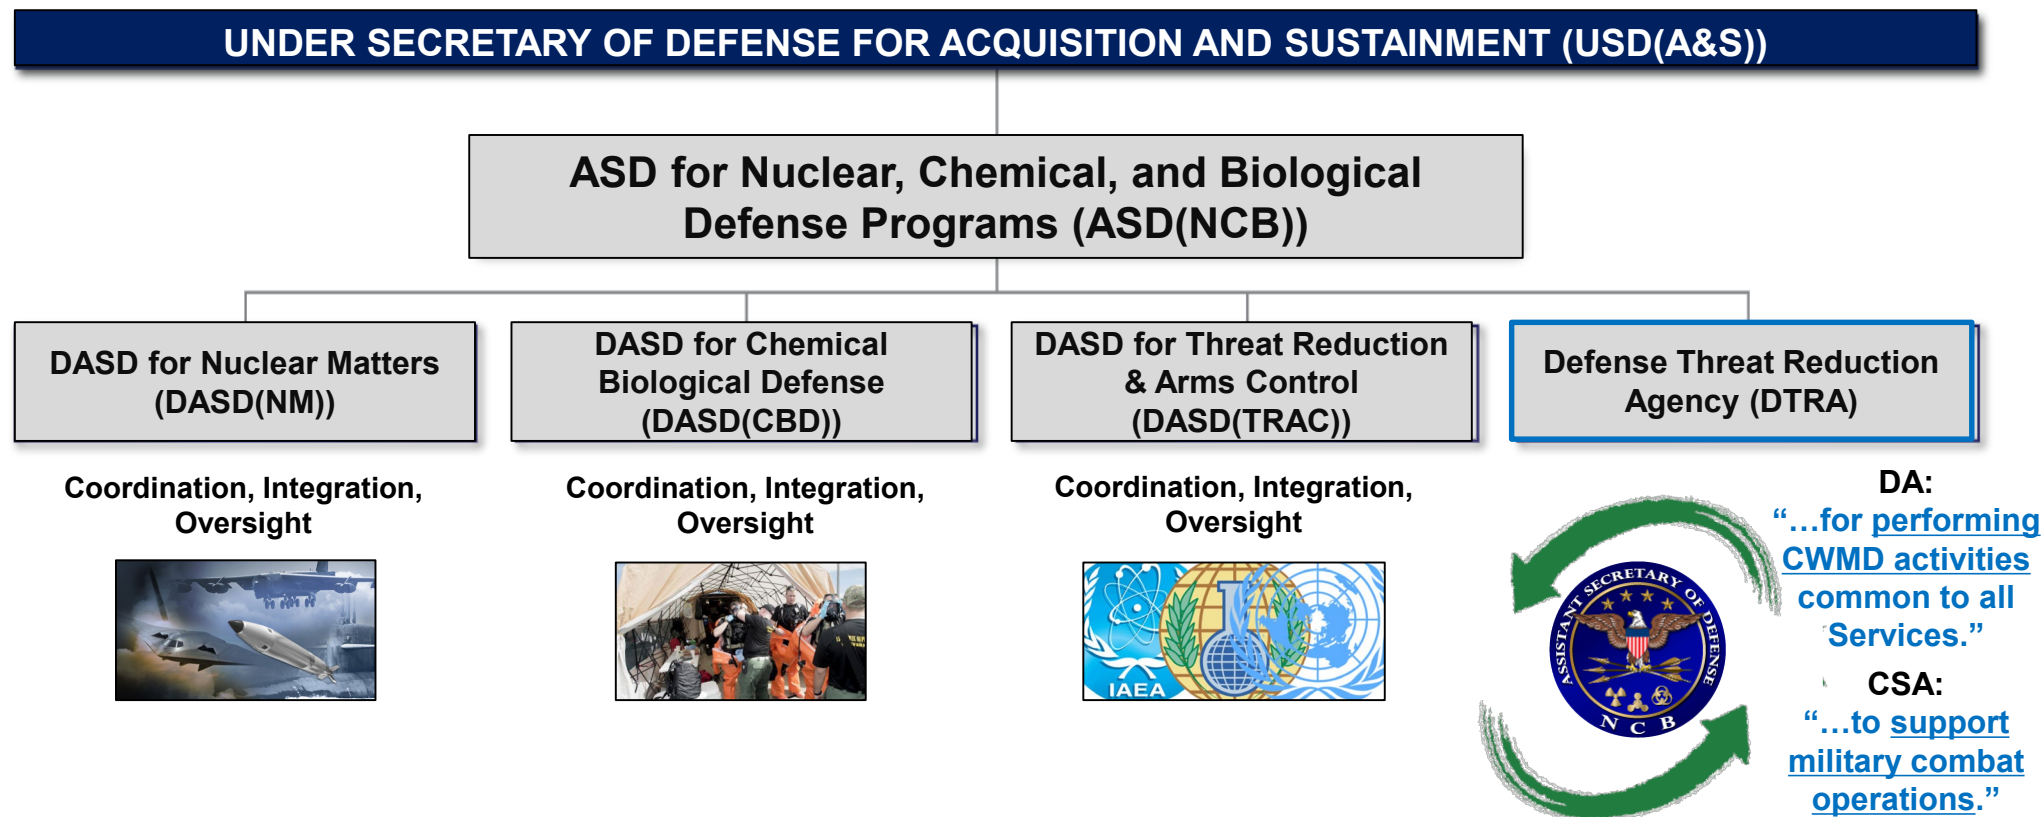 UNDER SECRETARY OF DEFENSE FOR ACQUISITION AND SUSTAINMENT (USD(A&S))
ASD for Nuclear, Chemical, and Biological
Defense Programs (ASD(NCB))
DASD for Nuclear Matters
(DASD(NM))
DASD for Chemical
Biological Defense
(DASD(CBD))
DASD for Threat Reduction
& Arms Control
(DASD(TRAC))
Defense Threat Reduction
Agency (DTRA)
Coordination, Integration,
Oversight
Coordination, Integration,
Oversight
Coordination, Integration,
Oversight
IAEA
ASSISTANT SECRETARY OF DEFENSE
NCB
DA:
“…for performing
CWMD activities
common to all
Services.”
CSA:
“…to support
military combat
operations.”